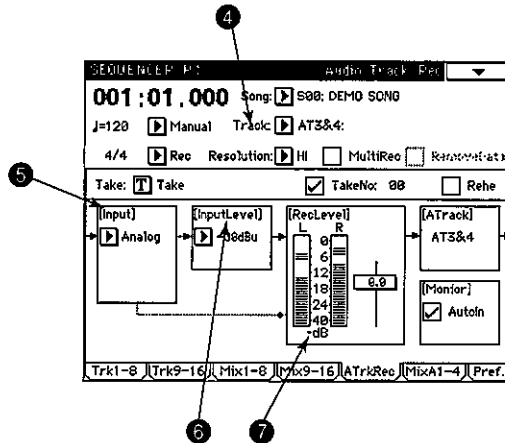 4
SEQUENCER P1 Audio Track Rec
001:01.000 Song: S00: DEMO SONG
♩=120 Manual Track: AT3&4:
4/4 Rec Resolution: HI MultiRec
5
Take: T Take TakeNo: 00 Rehe
[Input] [InputLevel] [RecLevel] [ATrack]
L R
Analog AT3&4
0
6
12
18
24
40
-dB
0.0
[Monitor]
AutoIn
Trk1-8 Trk9-16 Mix1-8 Mix9-16 ATrkRec MixA1-4 Pref.
6 7